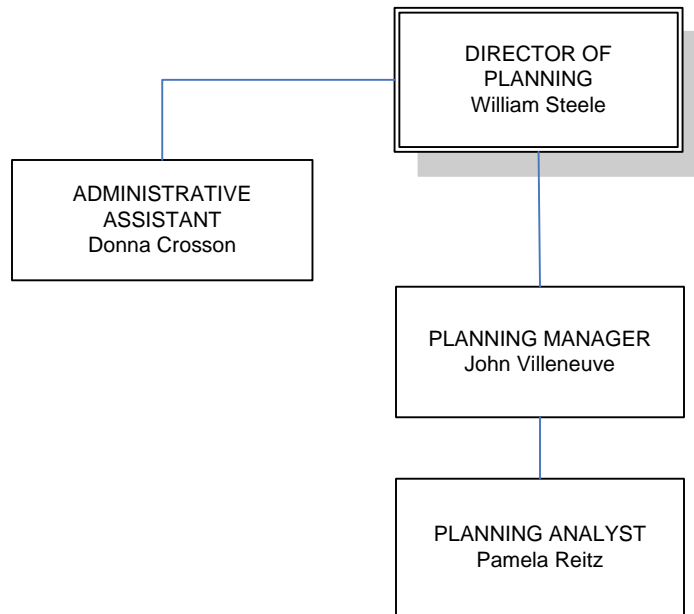 DIRECTOR OF
PLANNING
William Steele
ADMINISTRATIVE
ASSISTANT
Donna Crosson
PLANNING MANAGER
John Villeneuve
PLANNING ANALYST
Pamela Reitz